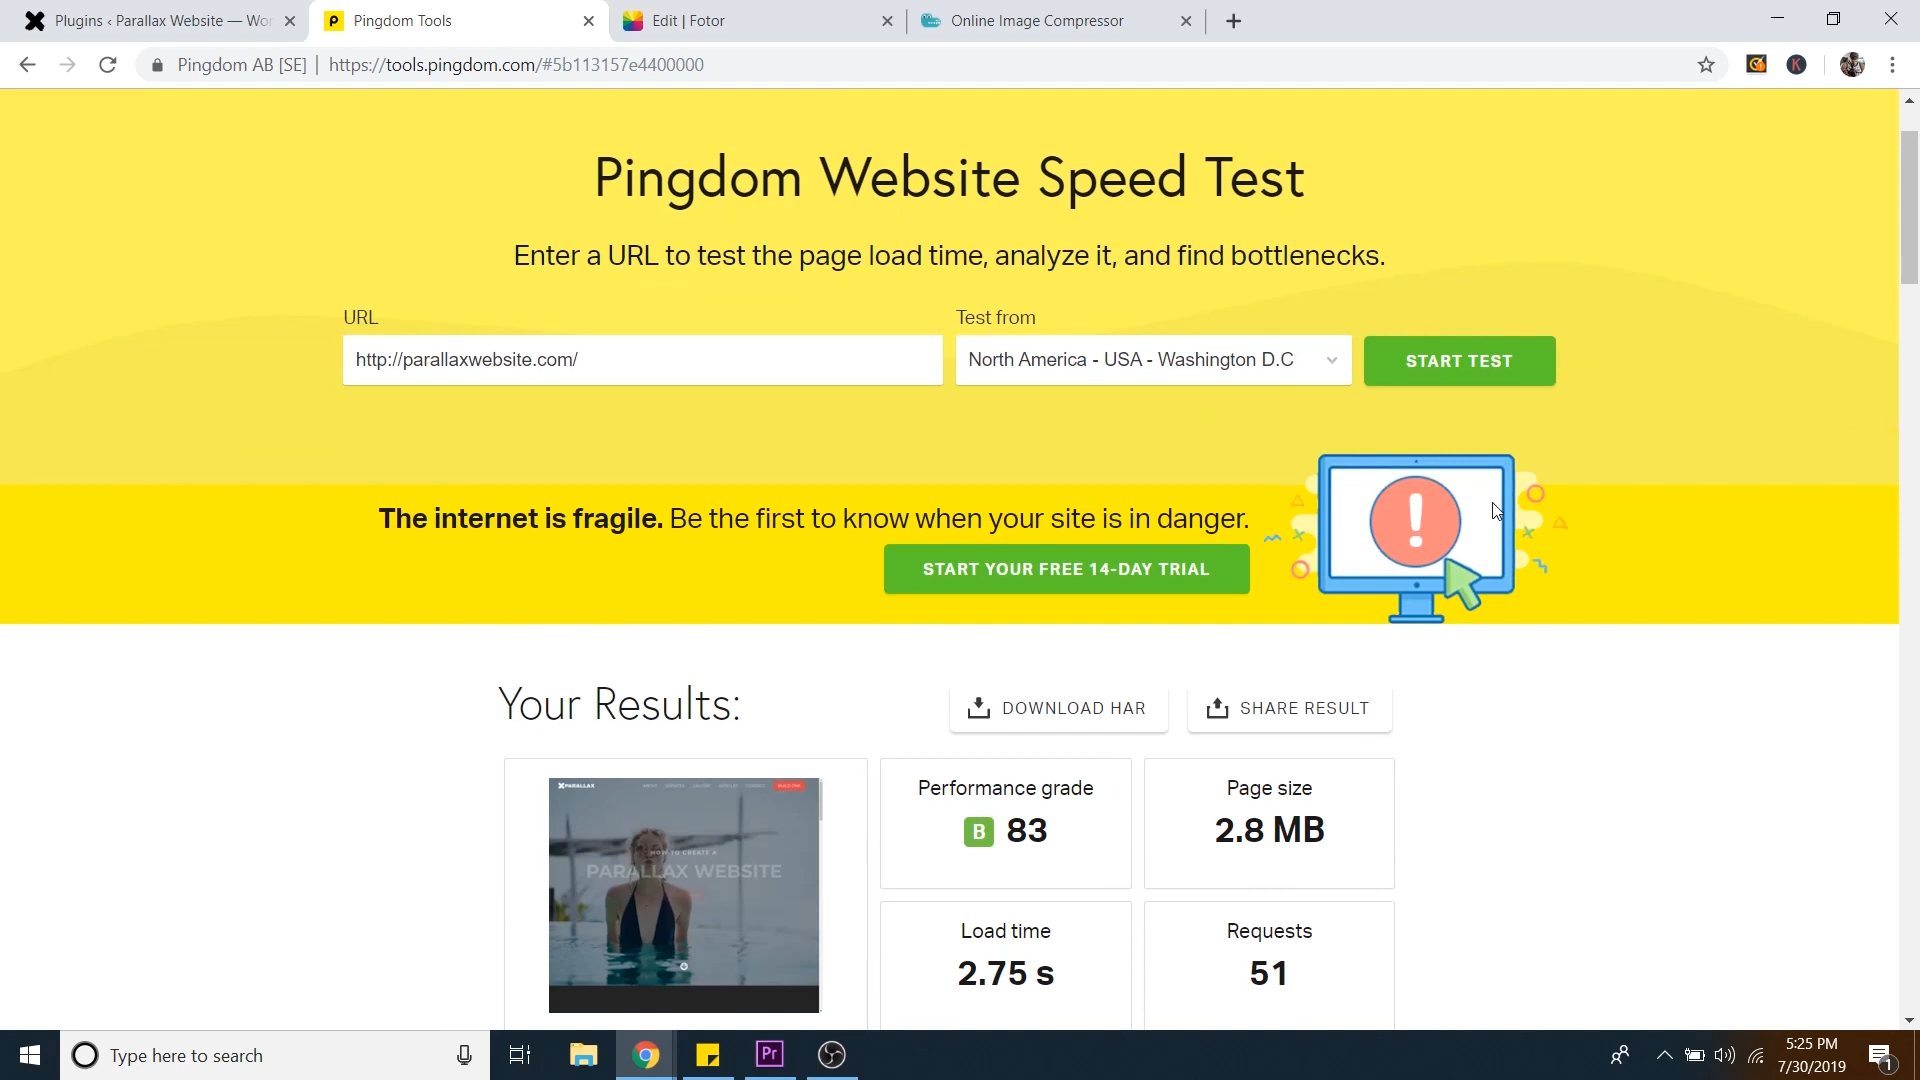 Plugins ‹ Parallax Website — Wor
Pingdom Tools
Edit | Fotor
Online Image Compressor
Pingdom AB [SE] | https://tools.pingdom.com/#5b113157e4400000
Pingdom Website Speed Test
Enter a URL to test the page load time, analyze it, and find bottlenecks.
URL
Test from
http://parallaxwebsite.com/
North America - USA - Washington D.C
START TEST
The internet is fragile. Be the first to know when your site is in danger.
START YOUR FREE 14-DAY TRIAL
Your Results:
DOWNLOAD HAR
SHARE RESULT
PARALLAX
ABOUT SERVICES GALLERY
CONTACT
BUILD ONE
HOW TO CREATE A
PARALLAX WEBSITE
Performance grade
B 83
Page size
2.8 MB
Load time
2.75 s
Requests
51
Type here to search
Pr
5:25 PM
7/30/2019
1